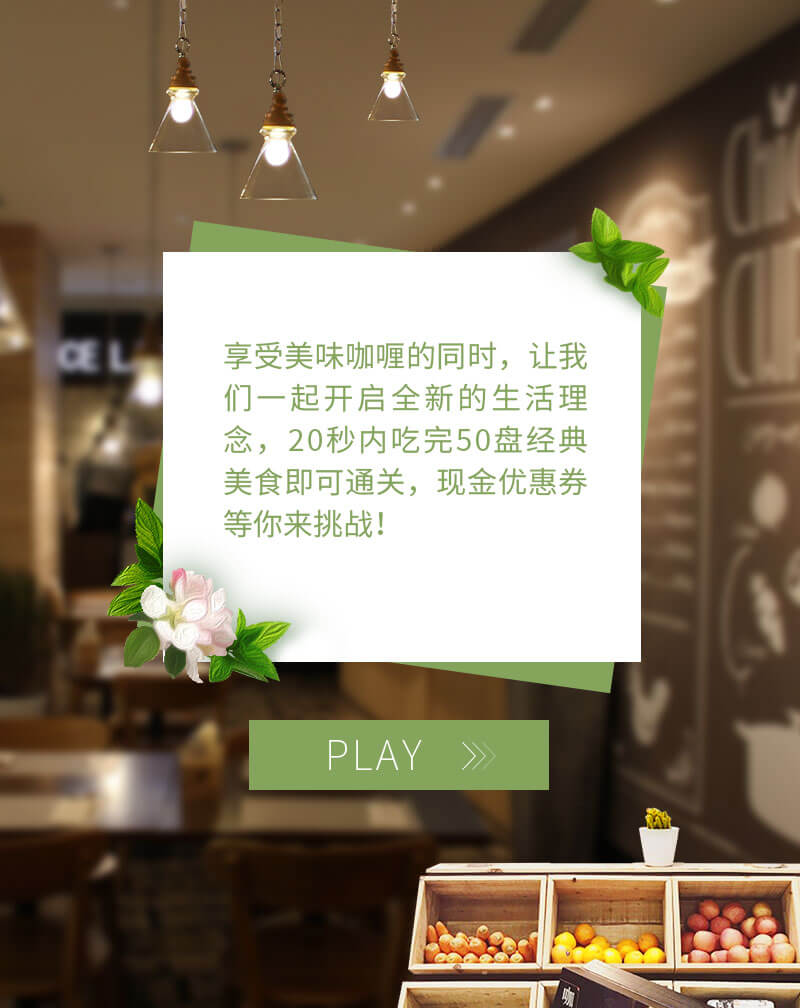 享受美味咖喱的同时，让我
们一起开启全新的生活理
念，20秒内吃完50盘经典
美食即可通关，现金优惠券
等你来挑战！
PLAY
咖